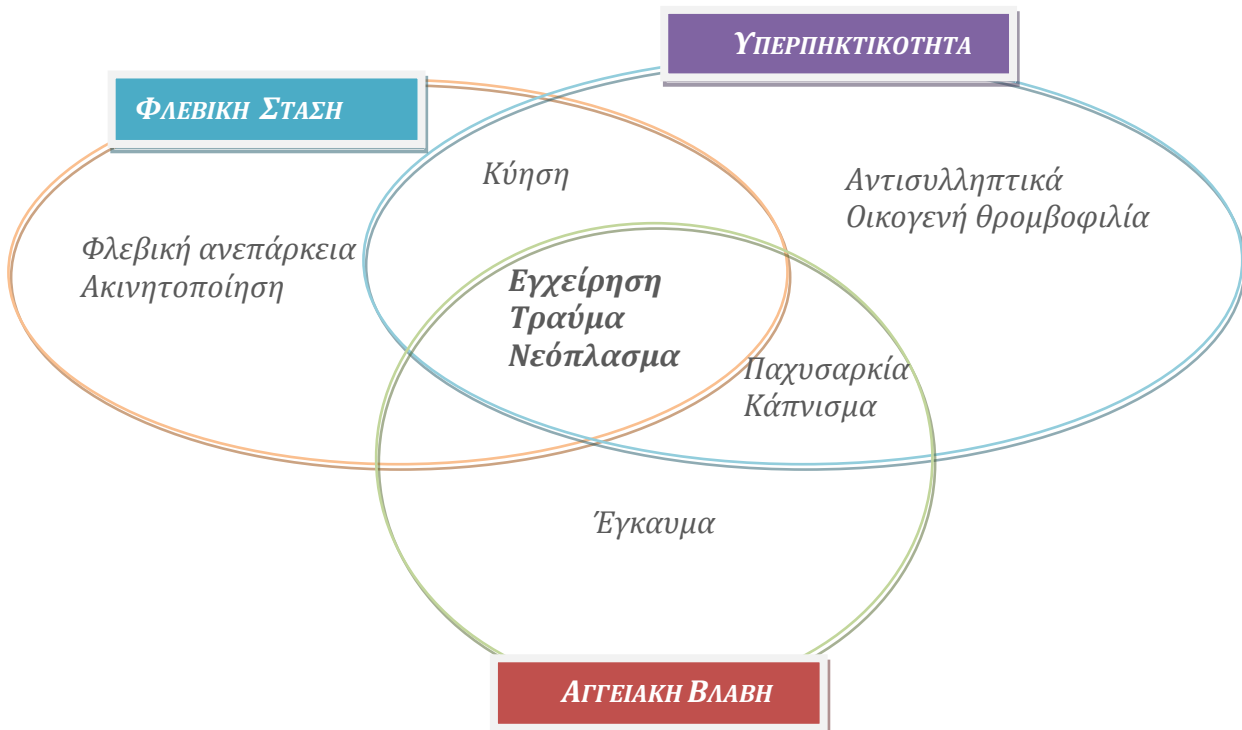 ΥΠΕΡΠΗΚΤΙΚΟΤΗΤΑ
ΦΛΕΒΙΚΗ ΣΤΑΣΗ
Κύηση
Αντισυλληπτικά
Οικογενή θρομβοφιλία
Φλεβική ανεπάρκεια
Ακινητοποίηση
Εγχείρηση
Τραύμα
Νεόπλασμα
Παχυσαρκία
Κάπνισμα
Έγκαυμα
ΑΓΓΕΙΑΚΗ ΒΛΑΒΗ